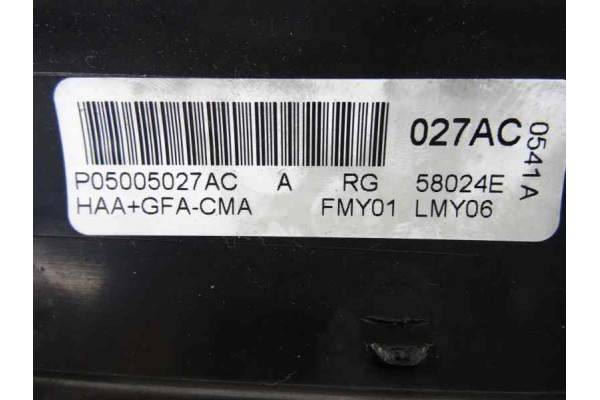 027AC
0541A
P05005027AC A RG 58024E
HAA+GFA-CMA FMY01 LMY06